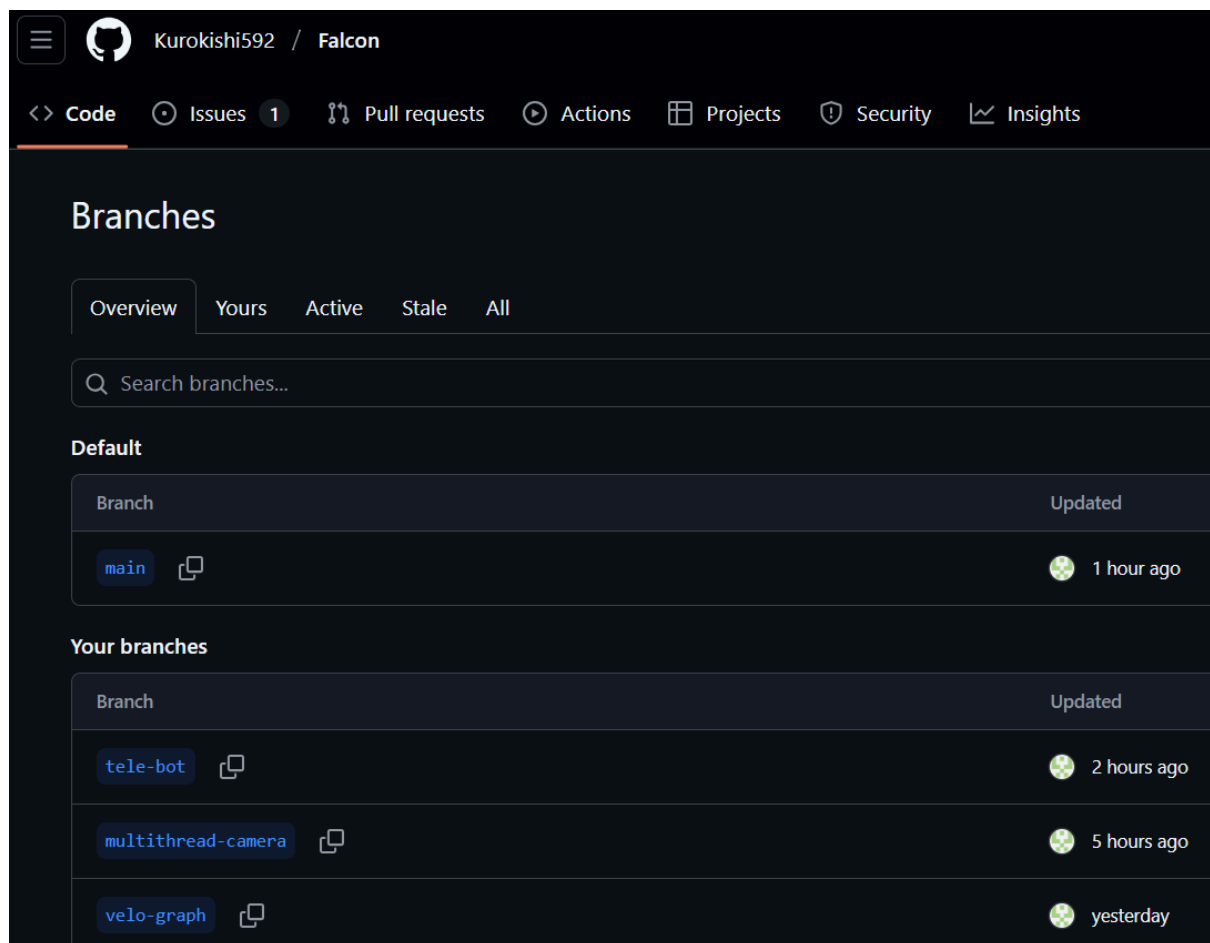 Kurokishi592 / Falcon
Code Issues 1 Pull requests Actions Projects Security Insights
Branches
Overview Yours Active Stale All
Search branches...
Default
Branch Updated
main 1 hour ago
Your branches
Branch Updated
tele-bot 2 hours ago
multithread-camera 5 hours ago
velo-graph yesterday